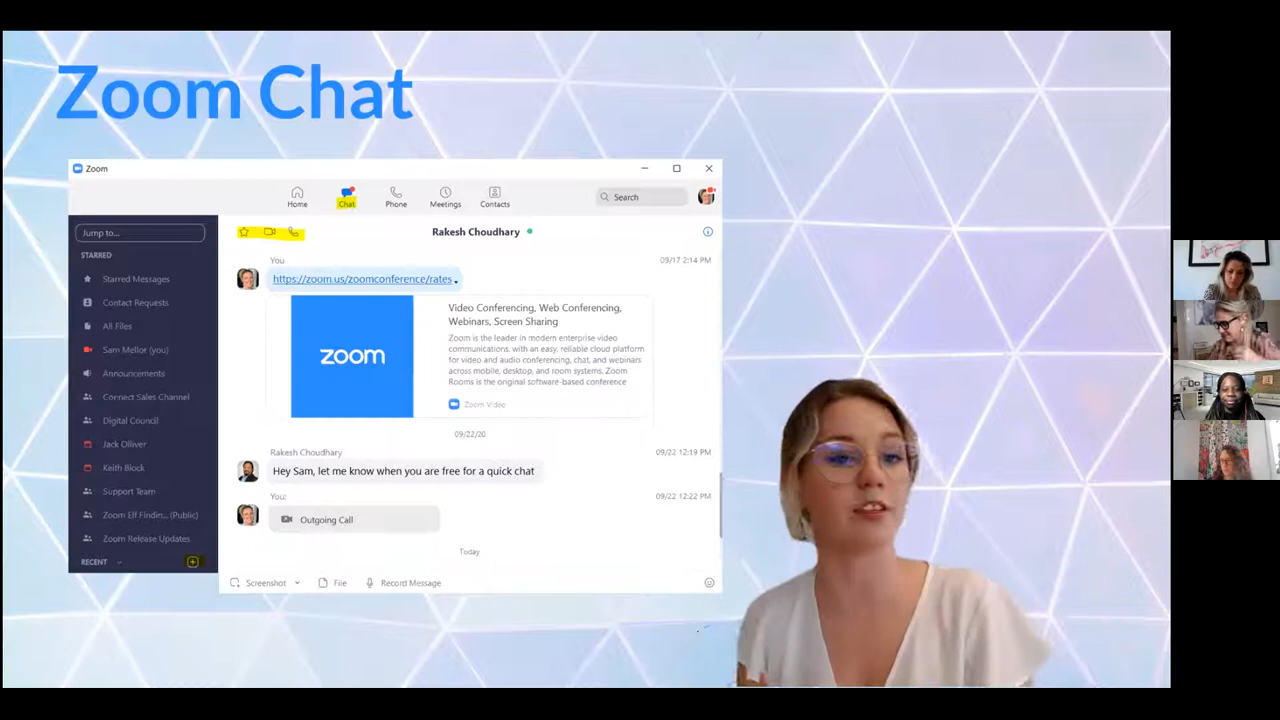 Zoom Chat
Zoom
Home
Chat
Phone
Meetings
Contacts
Search
Jump to...
STARRED
Starred Messages
Contact Requests
All Files
Sam Mellor (you)
Announcements
Connect Sales Channel
Digital Council
Jack Olliver
Keith Block
Support Team
Zoom Elf Findin... (Public)
Zoom Release Updates
RECENT
Rakesh Choudhary
You
09/17 2:14 PM
https://zoom.us/zoomconference/rates
zoom
Video Conferencing, Web Conferencing,
Webinars, Screen Sharing
Zoom is the leader in modern enterprise video
communications, with an easy, reliable cloud platform
for video and audio conferencing, chat, and webinars
across mobile, desktop, and room systems. Zoom
Rooms is the original software-based conference
Zoom Video
09/22/20
Rakesh Choudhary
09/22 12:19 PM
Hey Sam, let me know when you are free for a quick chat
You:
09/22 12:22 PM
Outgoing Call
Today
Screenshot
File
Record Message